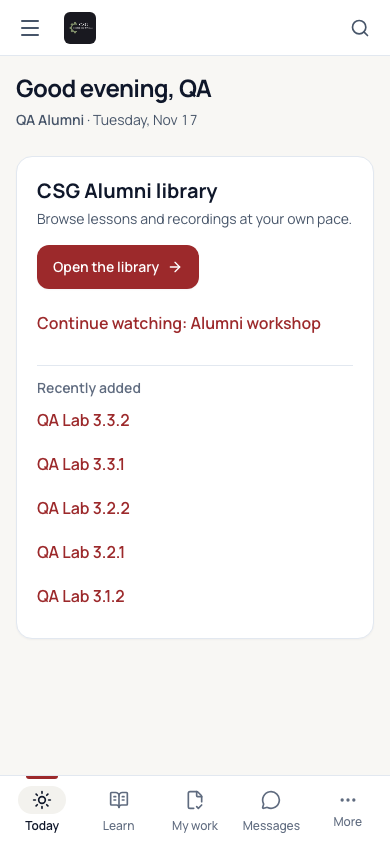 Good evening, QA
QA Alumni · Tuesday, Nov 17
CSG Alumni library
Browse lessons and recordings at your own pace.
Open the library
Continue watching: Alumni workshop
Recently added
QA Lab 3.3.2
QA Lab 3.3.1
QA Lab 3.2.2
QA Lab 3.2.1
QA Lab 3.1.2
Today
Learn
My work
Messages
More